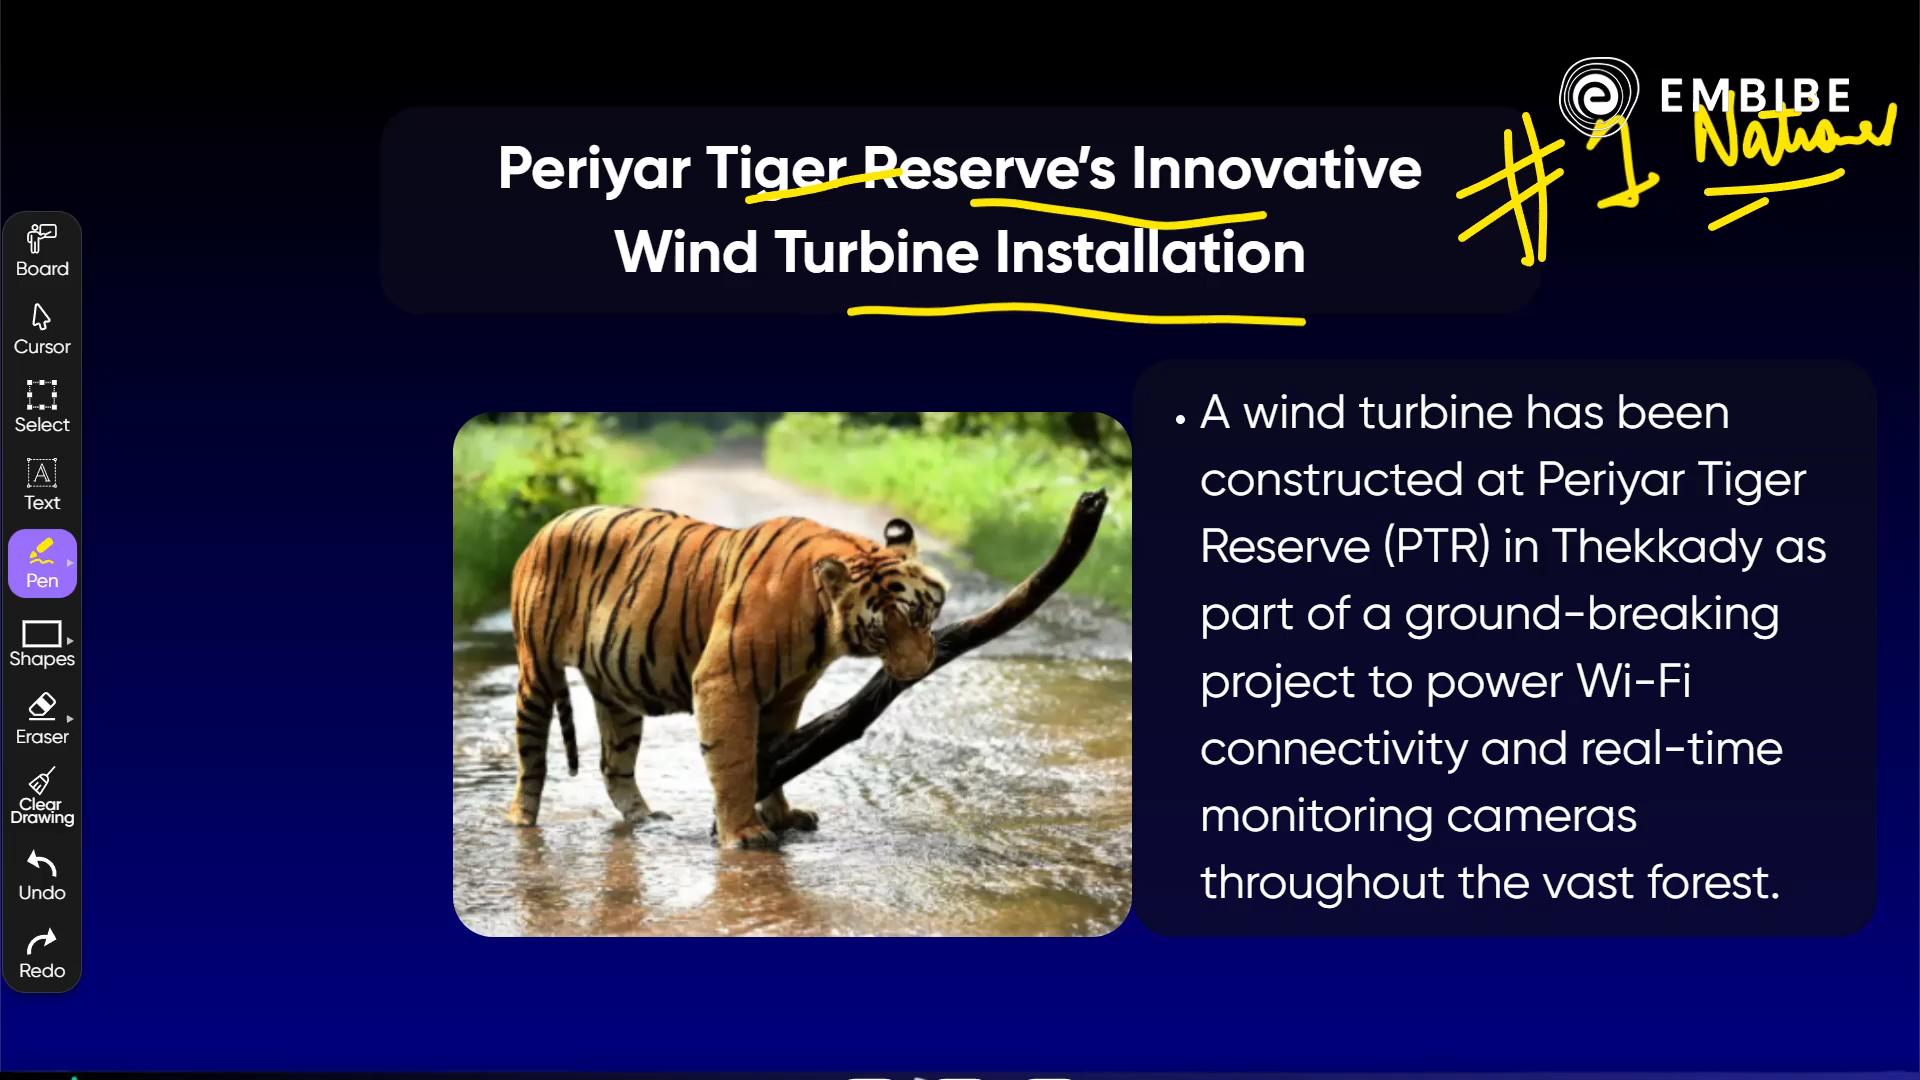 EMBIBE
#1 National
Periyar Tiger Reserve’s Innovative
Wind Turbine Installation
Board
Cursor
Select
Text
Pen
Shapes
Eraser
Clear
Drawing
Undo
Redo
• A wind turbine has been
constructed at Periyar Tiger
Reserve (PTR) in Thekkady as
part of a ground-breaking
project to power Wi-Fi
connectivity and real-time
monitoring cameras
throughout the vast forest.